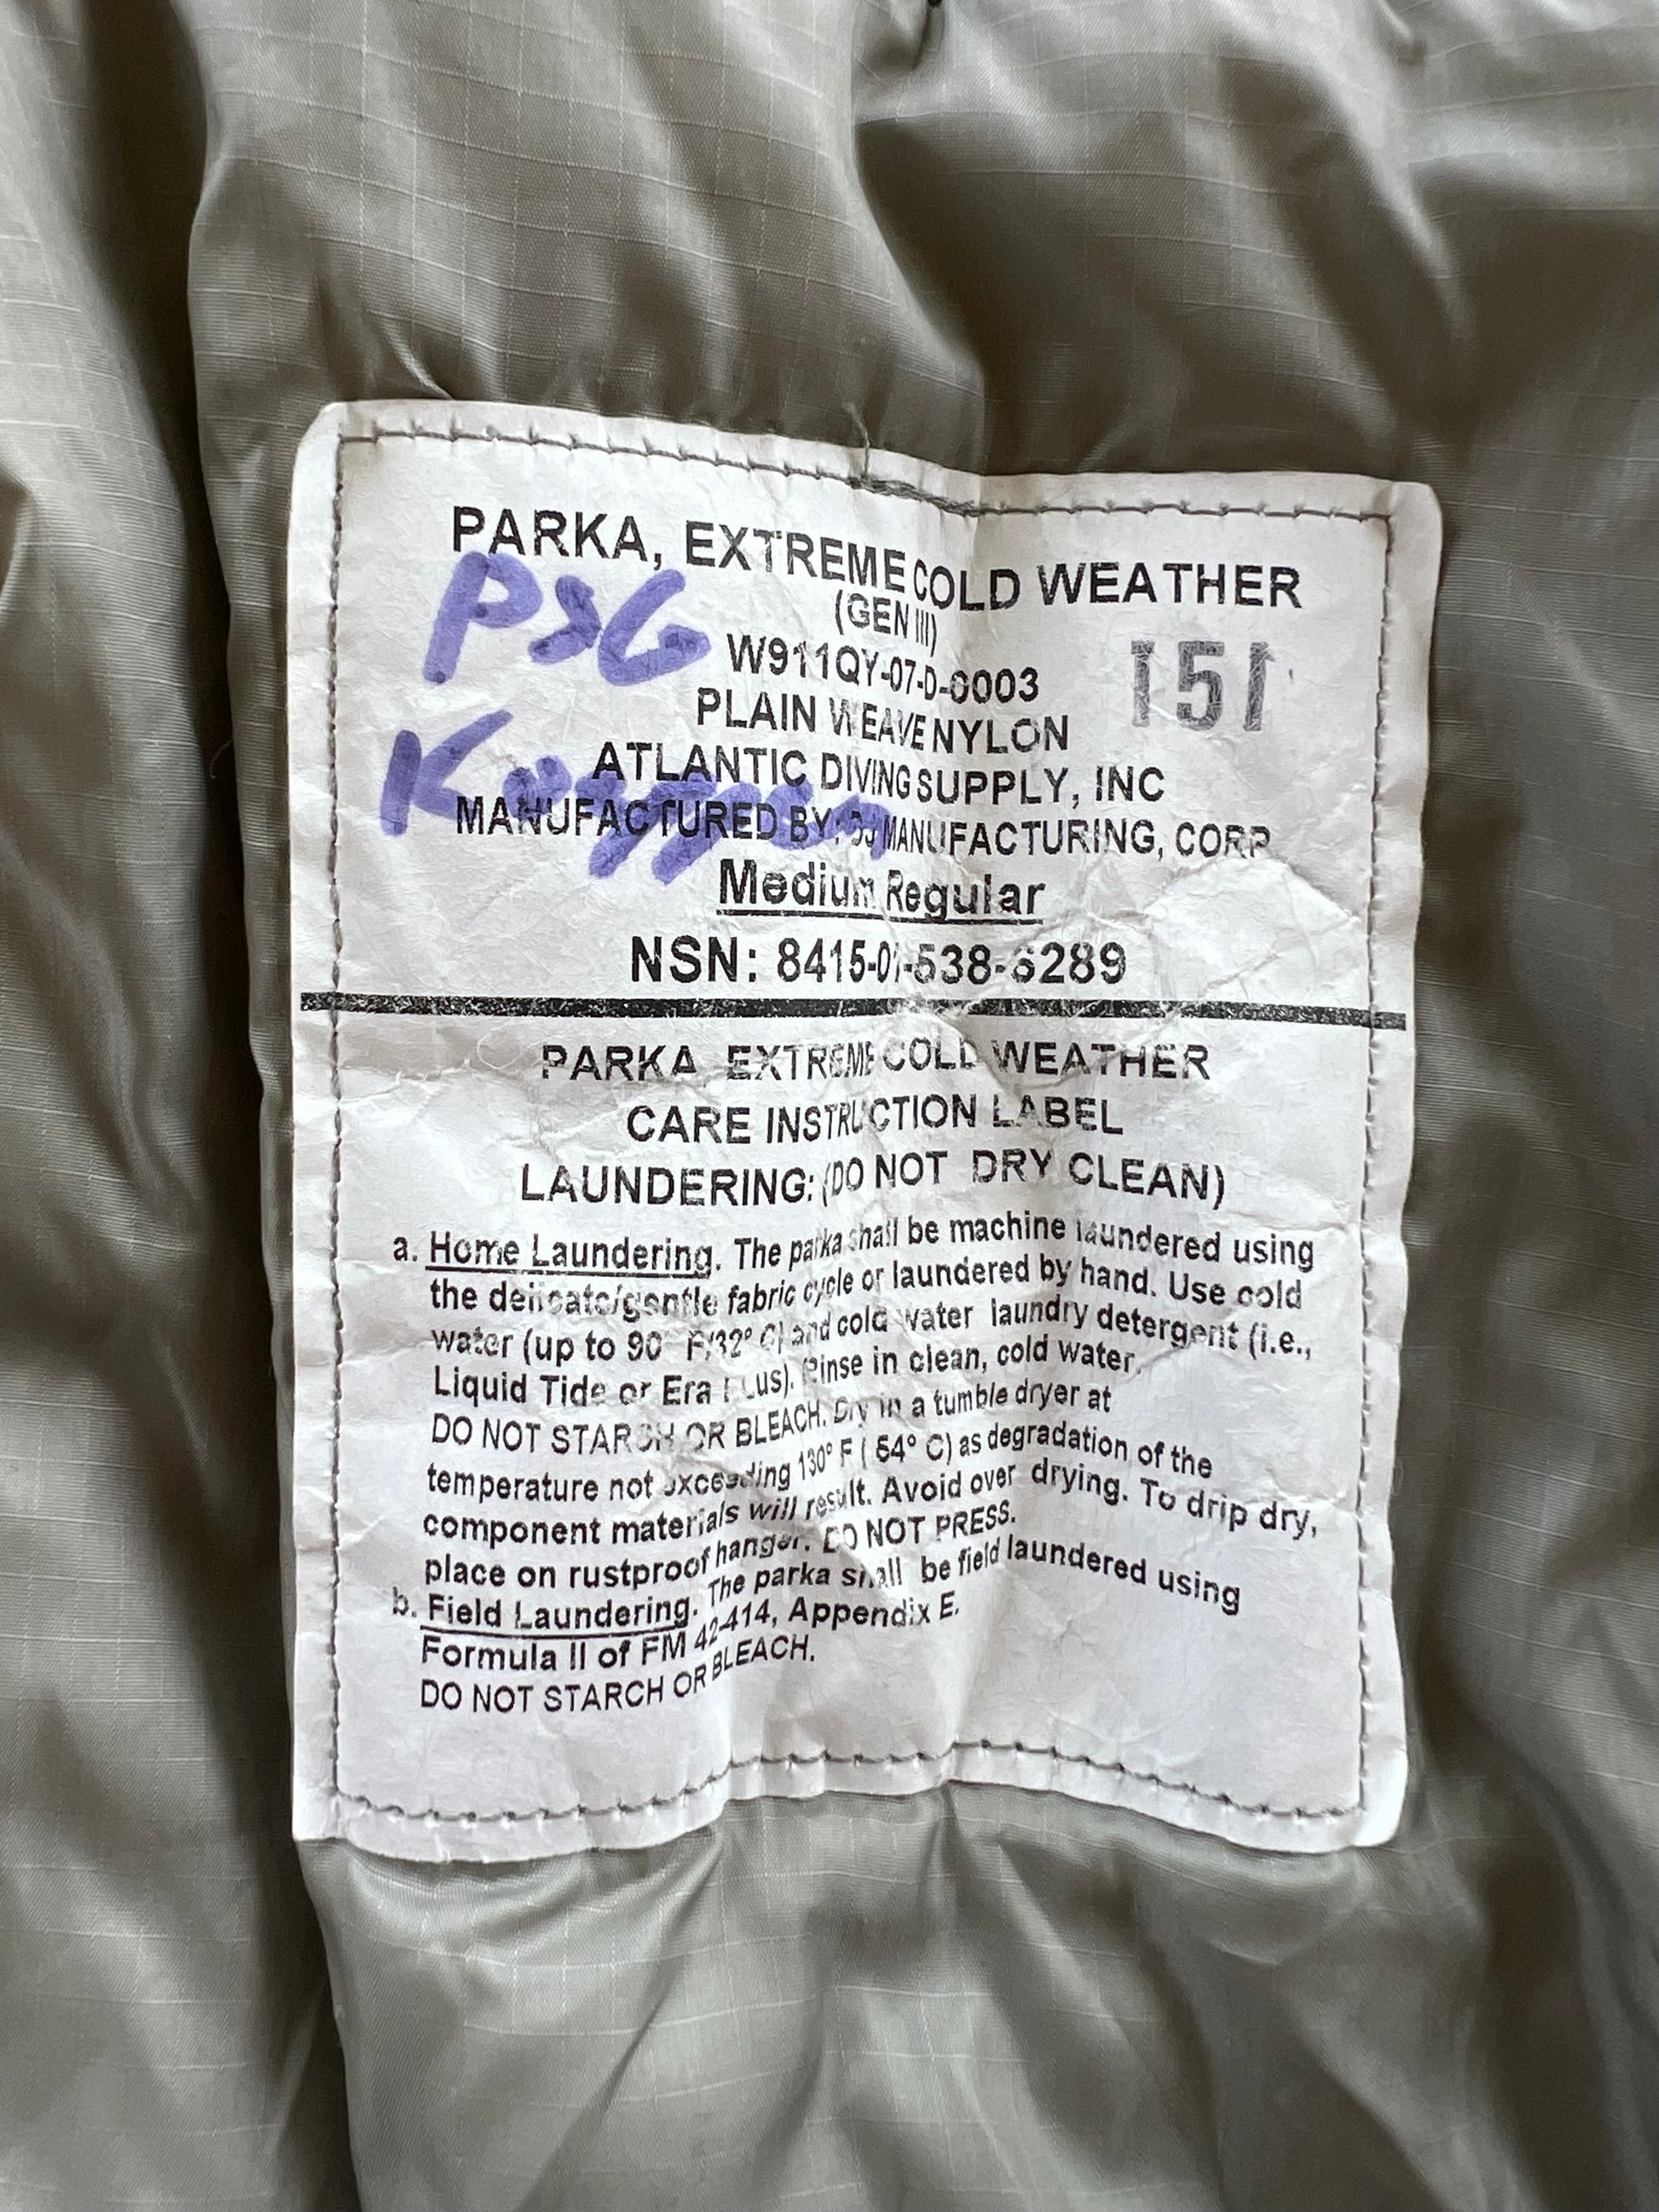 PARKA, EXTREME COLD WEATHER
(GEN III)
PSG
W911QY-07-D-0003
151
PLAIN WEAVE NYLON
ATLANTIC DIVING SUPPLY, INC
MANUFACTURED BY: DJ MANUFACTURING, CORP
Medium Regular
NSN: 8415-01-538-6289
PARKA EXTREME COLD WEATHER
CARE INSTRUCTION LABEL
LAUNDERING: (DO NOT DRY CLEAN)
a. Home Laundering. The parka shall be machine laundered using
the delicate/gentle fabric cycle or laundered by hand. Use cold
water (up to 90° F/32° C) and cold water laundry detergent (i.e.,
Liquid Tide or Era Plus). Rinse in clean, cold water.
DO NOT STARCH OR BLEACH. Dry in a tumble dryer at
temperature not exceeding 130° F ( 54° C) as degradation of the
component materials will result. Avoid over drying. To drip dry,
place on rustproof hanger. DO NOT PRESS.
b. Field Laundering. The parka shall be field laundered using
Formula II of FM 42-414, Appendix E.
DO NOT STARCH OR BLEACH.